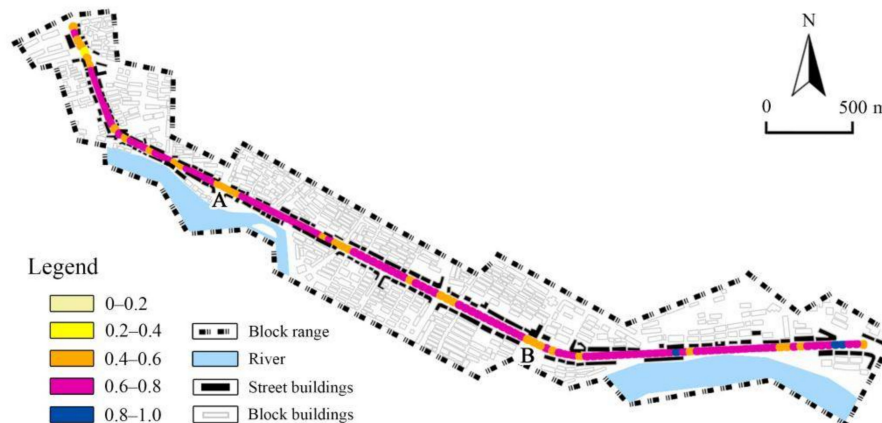 N
0 500 m
A
B
Legend
0–0.2
0.2–0.4
0.4–0.6
0.6–0.8
0.8–1.0
Block range
River
Street buildings
Block buildings